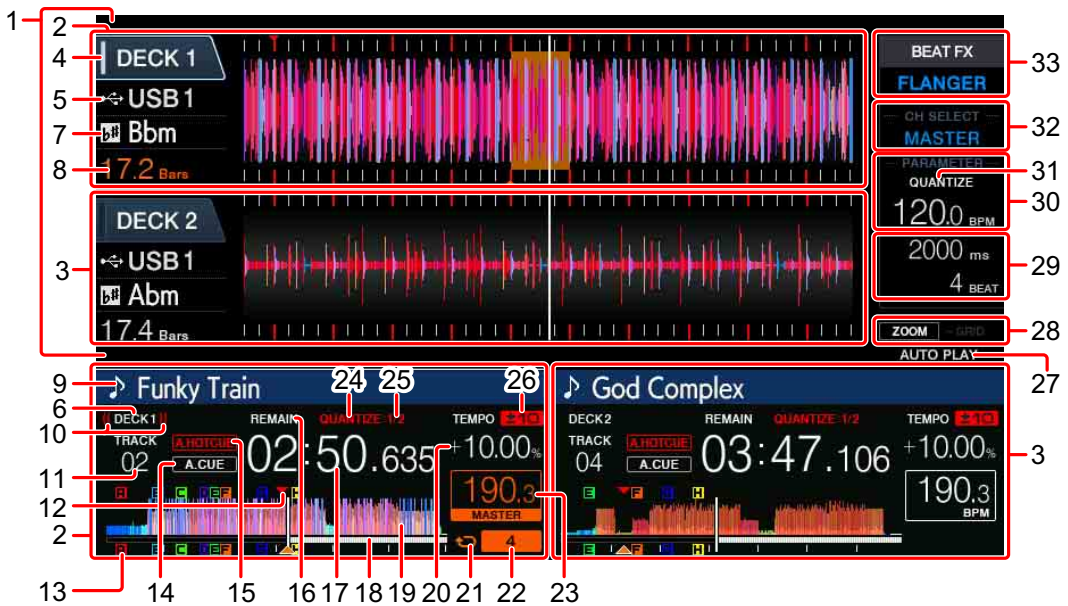 1
2
4 DECK 1
5 USB 1
7 b# Bbm
8 17.2 Bars
BEAT FX
FLANGER 33
CH SELECT
MASTER 32
PARAMETER 31
QUANTIZE
120.0 BPM 30
DECK 2
3 USB 1
b# Abm
17.4 Bars
2000 ms 29
4 BEAT
ZOOM GRID 28
AUTO PLAY
27
9 ♪ Funky Train 24 25 26
♪ God Complex
6
10 DECK1 REMAIN QUANTIZE 1/2 TEMPO ±10
TRACK A.HOTCUE
11 02 A.CUE 02:50.635 +10.00%
190.3
MASTER
12 A B C D E F G H
2
A B C D E F G H
4
DECK2 REMAIN QUANTIZE 1/2 TEMPO ±10
TRACK A.HOTCUE
04 A.CUE 03:47.106 +10.00%
190.3
BPM
3
B F G H
E F G H
13 14 15 16 17 18 19 20 21 22 23